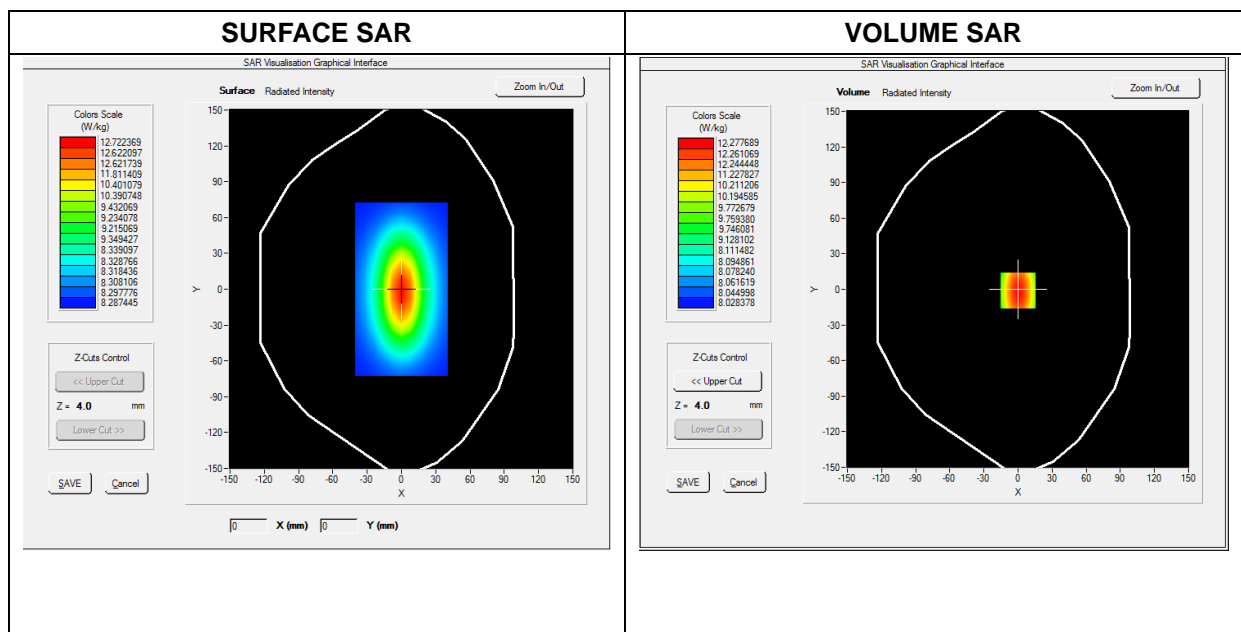 SURFACE SAR
SAR Visualisation Graphical Interface
Surface Radiated Intensity
Zoom In/Out
Colors Scale
(W/kg)
12.722369
12.622097
12.621739
11.811409
10.401079
10.390748
9.432069
9.234078
9.215069
9.349427
8.339097
8.328766
8.318436
8.308106
8.297776
8.287445
Z-Cuts Control
<< Upper Cut
Z = 4.0 mm
Lower Cut >>
SAVE Cancel
150
120
90
60
30
0
-30
-60
-90
-120
-150
Y
-150 -120 -90 -60 -30 0 30 60 90 120 150
X
0 X (mm) 0 Y (mm)
VOLUME SAR
SAR Visualisation Graphical Interface
Volume Radiated Intensity
Zoom In/Out
Colors Scale
(W/kg)
12.277689
12.261069
12.244448
11.227827
10.211206
10.194585
9.772679
9.759380
9.746081
9.128102
8.111482
8.094861
8.078240
8.061619
8.044998
8.028378
Z-Cuts Control
<< Upper Cut
Z = 4.0 mm
Lower Cut >>
SAVE Cancel
150
120
90
60
30
0
-30
-60
-90
-120
-150
Y
-150 -120 -90 -60 -30 0 30 60 90 120 150
X